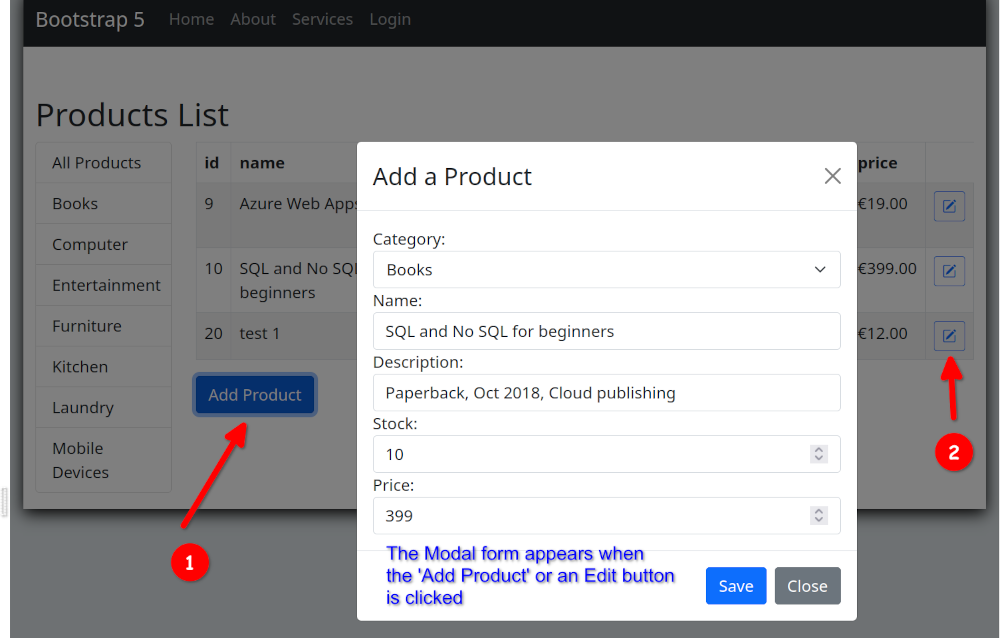 Bootstrap 5 Home About Services Login
Products List
All Products
Books
Computer
Entertainment
Furniture
Kitchen
Laundry
Mobile
Devices
id name price
9 Azure Web Apps €19.00
10 SQL and No SQL €399.00
beginners
20 test 1 €12.00
Add Product
1
2
Add a Product
Category:
Books
Name:
SQL and No SQL for beginners
Description:
Paperback, Oct 2018, Cloud publishing
Stock:
10
Price:
399
The Modal form appears when
the 'Add Product' or an Edit button
is clicked
Save Close